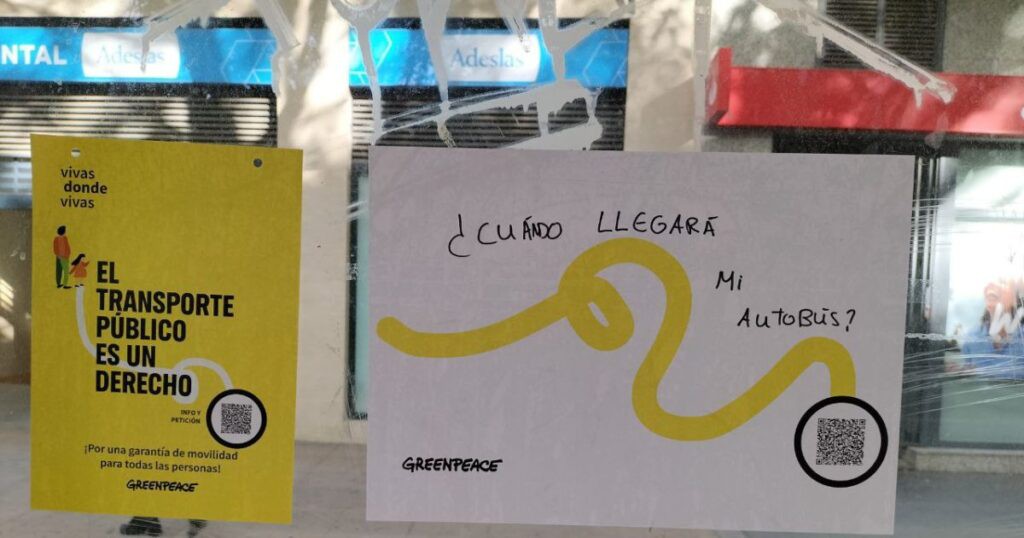 NTAL
Adeslas
Adeslas
vivas
donde
vivas
EL
TRANSPORTE
PÚBLICO
ES UN
DERECHO
INFO Y
PETICIÓN
¡Por una garantía de movilidad
para todas las personas!
GREENPEACE
¿CUÁNDO LLEGARÁ
MI
AUTOBÚS?
GREENPEACE